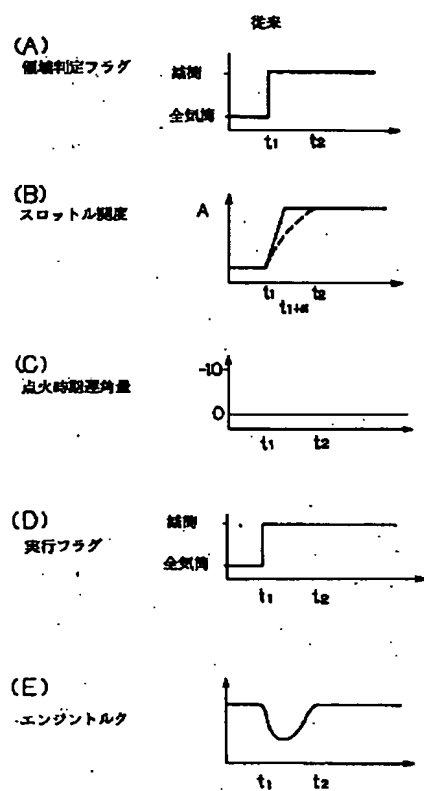 従来
(A)
領域判定フラグ
減筒
全気筒
t₁ t₂
(B)
スロットル開度
A
t₁ t₂
t₁+α
(C)
点火時期遅角量
-10
0
t₁ t₂
(D)
実行フラグ
減筒
全気筒
t₁ t₂
(E)
エンジントルク
t₁ t₂